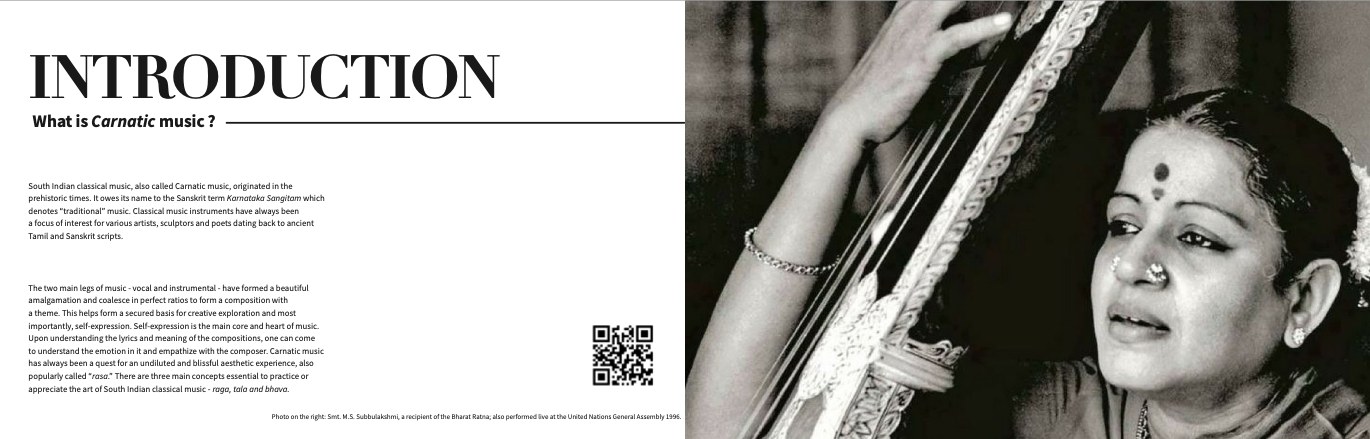 INTRODUCTION
What is Carnatic music ?
South Indian classical music, also called Carnatic music, originated in the
prehistoric times. It owes its name to the Sanskrit term Karnataka Sangitam which
denotes "traditional" music. Classical music instruments have always been
a focus of interest for various artists, sculptors and poets dating back to ancient
Tamil and Sanskrit scripts.
The two main legs of music - vocal and instrumental - have formed a beautiful
amalgamation and coalesce in perfect ratios to form a composition with
a theme. This helps form a secured basis for creative exploration and most
importantly, self-expression. Self-expression is the main core and heart of music.
Upon understanding the lyrics and meaning of the compositions, one can come
to understand the emotion in it and empathize with the composer. Carnatic music
has always been a quest for an undiluted and blissful aesthetic experience, also
popularly called "rasa." There are three main concepts essential to practice or
appreciate the art of South Indian classical music - raga, tala and bhava.
Photo on the right: Smt. M.S. Subbulakshmi, a recipient of the Bharat Ratna; also performed live at the United Nations General Assembly 1996.